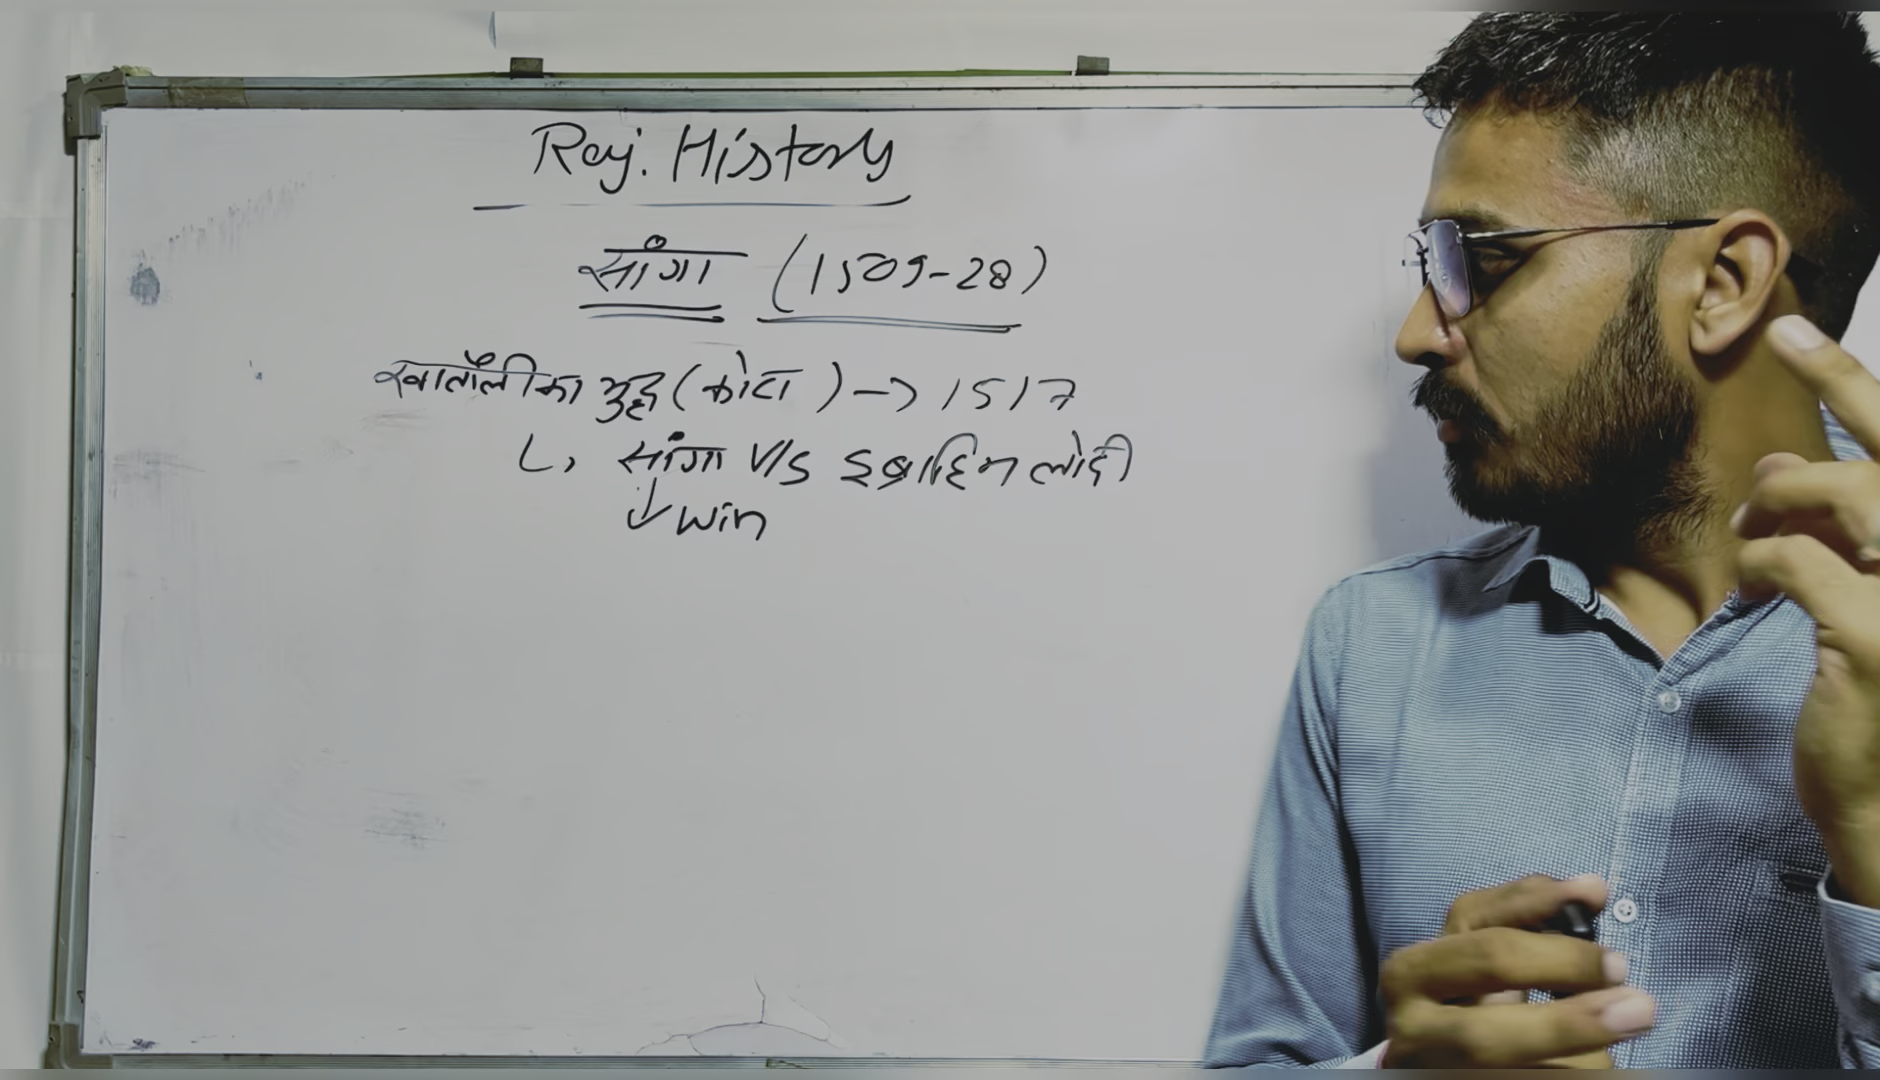 Raj. History
सांगा (1509-28)
खातौली का युद्ध (कोटा) -> 1517
↳ सांगा V/S इब्राहिम लोदी
↓ win